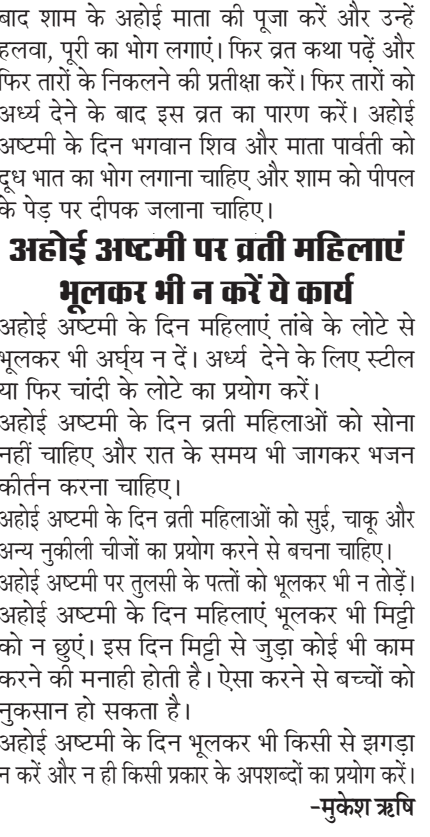 बाद शाम के अहोई माता की पूजा करें और उन्हें
हलवा, पूरी का भोग लगाएं। फिर व्रत कथा पढ़ें और
फिर तारों के निकलने की प्रतीक्षा करें। फिर तारों को
अर्ध्य देने के बाद इस व्रत का पारण करें। अहोई
अष्टमी के दिन भगवान शिव और माता पार्वती को
दूध भात का भोग लगाना चाहिए और शाम को पीपल
के पेड़ पर दीपक जलाना चाहिए।
अहोई अष्टमी पर व्रती महिलाएं
भूलकर भी न करें ये कार्य
अहोई अष्टमी के दिन महिलाएं तांबे के लोटे से
भूलकर भी अर्घ्य न दें। अर्ध्य देने के लिए स्टील
या फिर चांदी के लोटे का प्रयोग करें।
अहोई अष्टमी के दिन व्रती महिलाओं को सोना
नहीं चाहिए और रात के समय भी जागकर भजन
कीर्तन करना चाहिए।
अहोई अष्टमी के दिन व्रती महिलाओं को सुई, चाकू और
अन्य नुकीली चीजों का प्रयोग करने से बचना चाहिए।
अहोई अष्टमी पर तुलसी के पत्तों को भूलकर भी न तोड़ें।
अहोई अष्टमी के दिन महिलाएं भूलकर भी मिट्टी
को न छुएं। इस दिन मिट्टी से जुड़ा कोई भी काम
करने की मनाही होती है। ऐसा करने से बच्चों को
नुकसान हो सकता है।
अहोई अष्टमी के दिन भूलकर भी किसी से झगड़ा
न करें और न ही किसी प्रकार के अपशब्दों का प्रयोग करें।
-मुकेश ऋषि